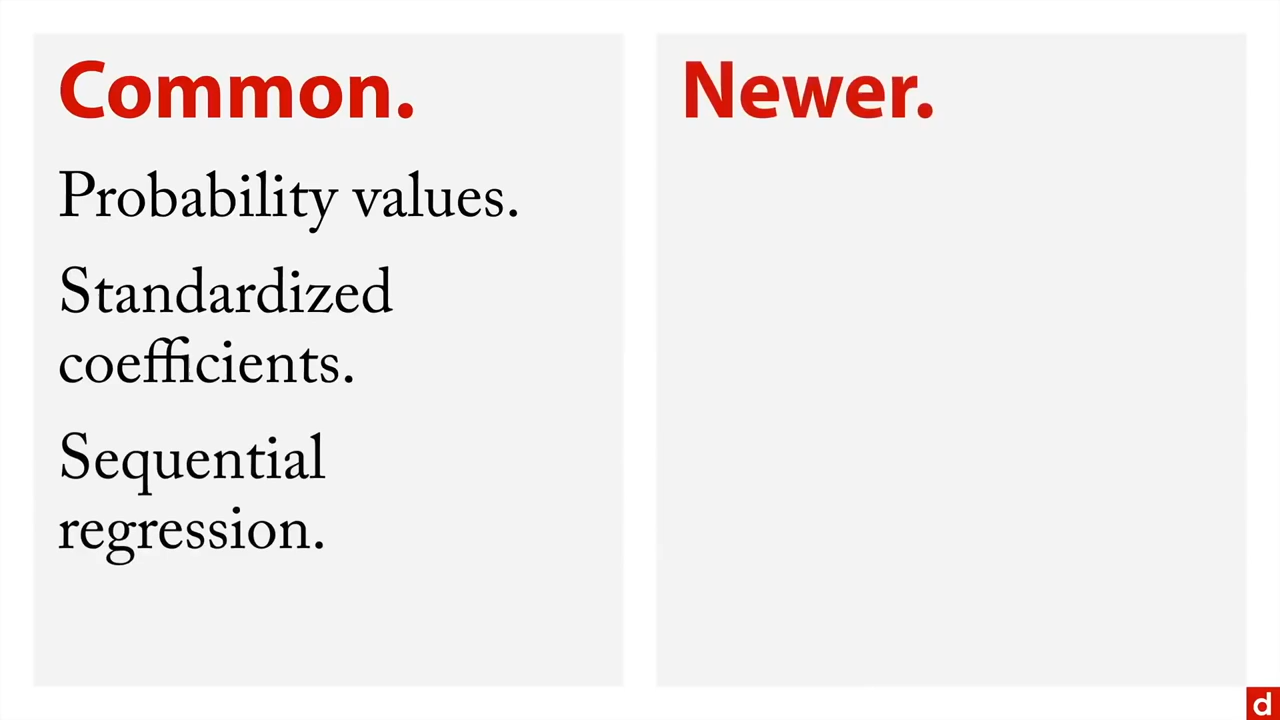 Common.
Probability values.
Standardized
coefficients.
Sequential
regression.
Newer.
d